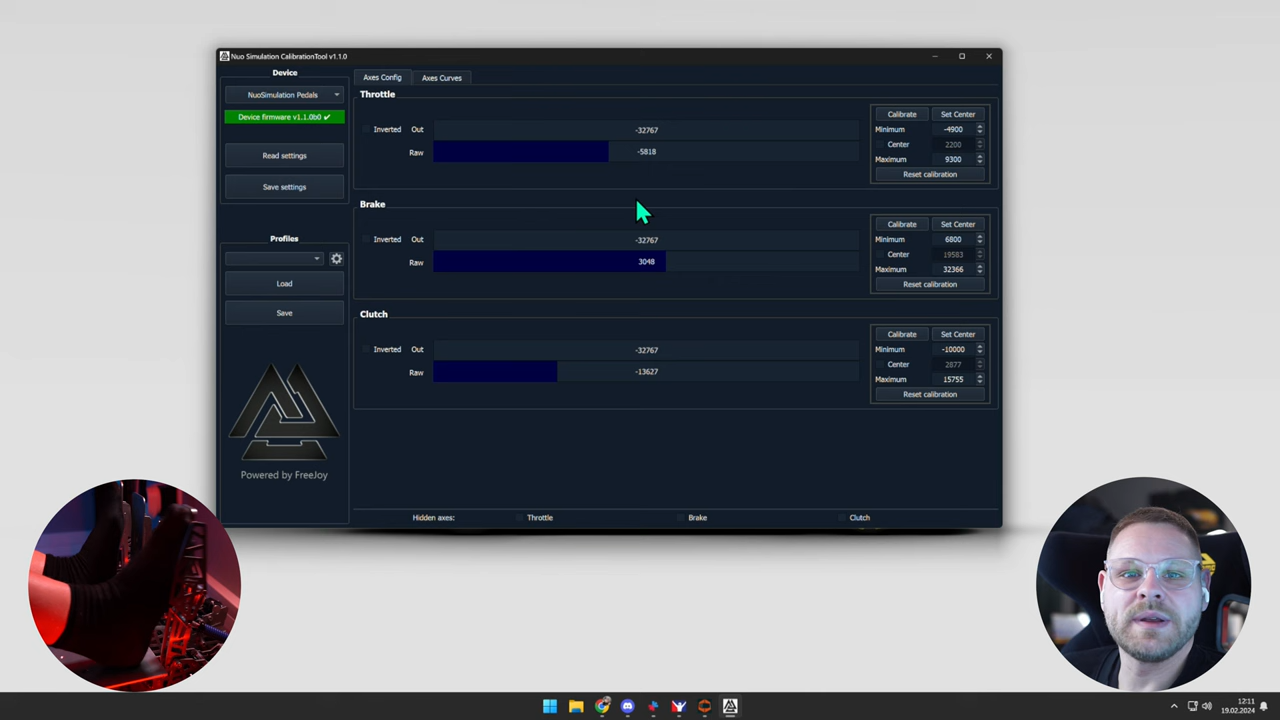 Nuo Simulation CalibrationTool v1.1.0
Device
NuoSimulation Pedals
Device firmware v1.1.0b0 ✔
Read settings
Save settings
Profiles
Load
Save
Powered by FreeJoy
Axes Config
Axes Curves
Throttle
Inverted
Out
-32767
Raw
-5818
Calibrate
Set Center
Minimum
-4900
Center
2200
Maximum
9300
Reset calibration
Brake
Inverted
Out
-32767
Raw
3048
Calibrate
Set Center
Minimum
6800
Center
19583
Maximum
32366
Reset calibration
Clutch
Inverted
Out
-32767
Raw
-13627
Calibrate
Set Center
Minimum
-10000
Center
2877
Maximum
15755
Reset calibration
Hidden axes:
Throttle
Brake
Clutch
12:11
19.02.2024